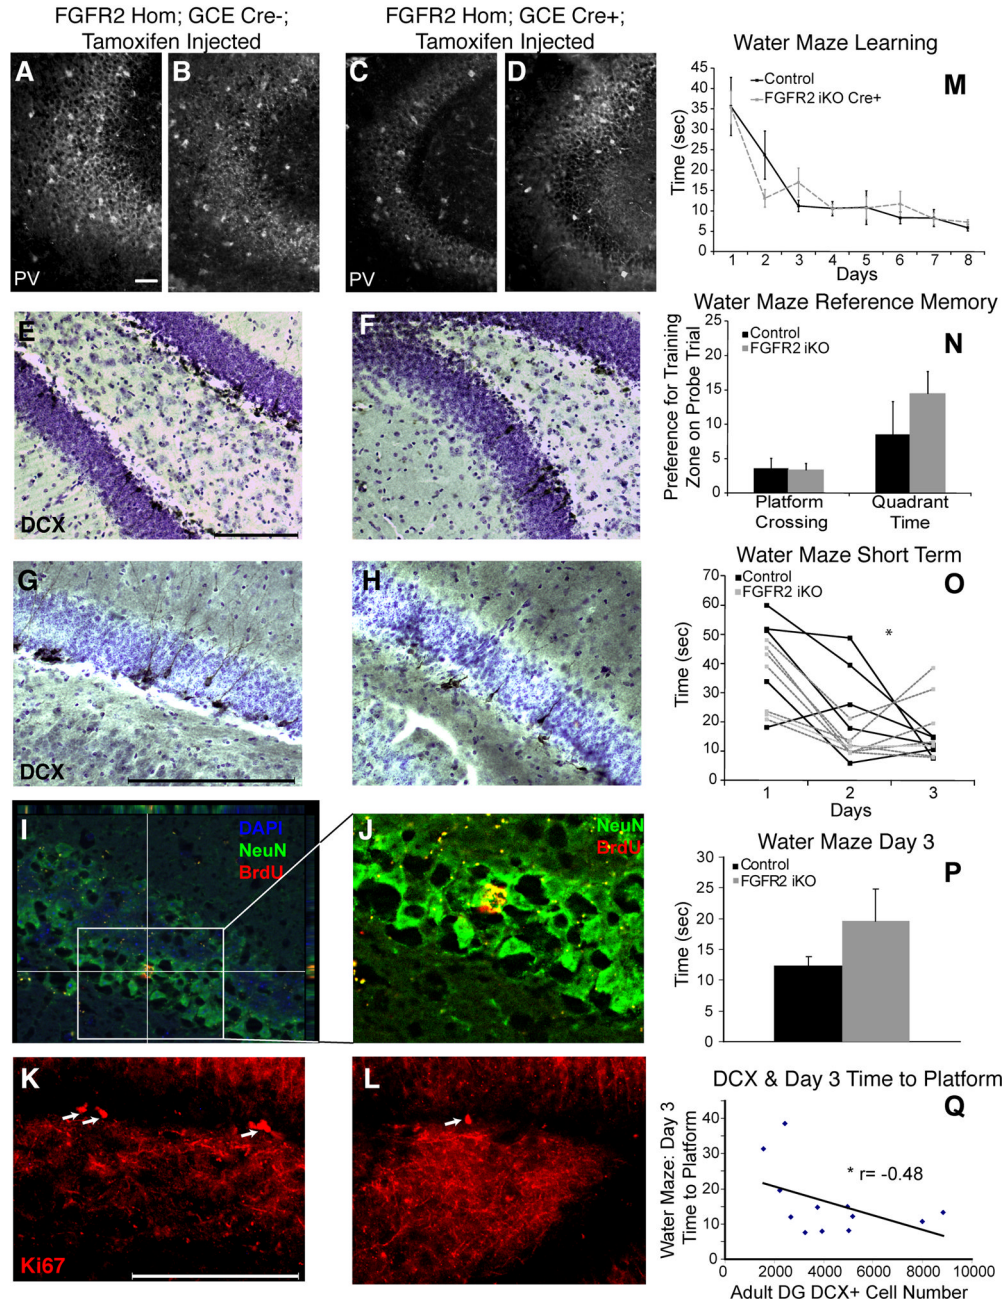 FGFR2 Hom; GCE Cre-;
Tamoxifen Injected
FGFR2 Hom; GCE Cre+;
Tamoxifen Injected
A
B
PV
C
D
PV
E
DCX
F
G
DCX
H
I
DAPI
NeuN
BrdU
J
NeuN
BrdU
K
Ki67
L
Water Maze Learning
M
Control
FGFR2 iKO Cre+
Time (sec)
45
40
35
30
25
20
15
10
5
0
1 2 3 4 5 6 7 8
Days
Water Maze Reference Memory
N
Control
FGFR2 iKO
Preference for Training
Zone on Probe Trial
25
20
15
10
5
0
Platform
Crossing
Quadrant
Time
Water Maze Short Term
O
Control
FGFR2 iKO
*
Time (sec)
70
60
50
40
30
20
10
0
1 2 3
Days
Water Maze Day 3
P
Control
FGFR2 iKO
Time (sec)
30
25
20
15
10
5
0
DCX & Day 3 Time to Platform
Q
Water Maze: Day 3
Time to Platform
40
30
20
10
0
* r= -0.48
0 2000 4000 6000 8000 10000
Adult DG DCX+ Cell Number